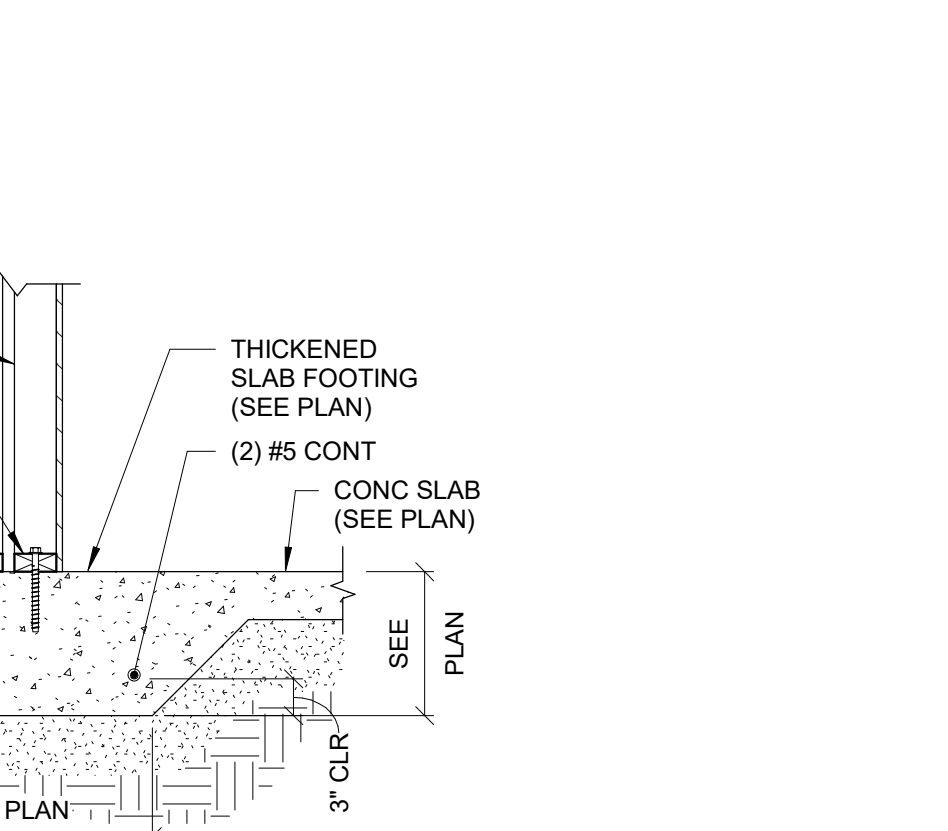 THICKENED
SLAB FOOTING
(SEE PLAN)
(2) #5 CONT
CONC SLAB
(SEE PLAN)
SEE
PLAN
3" CLR
PLAN